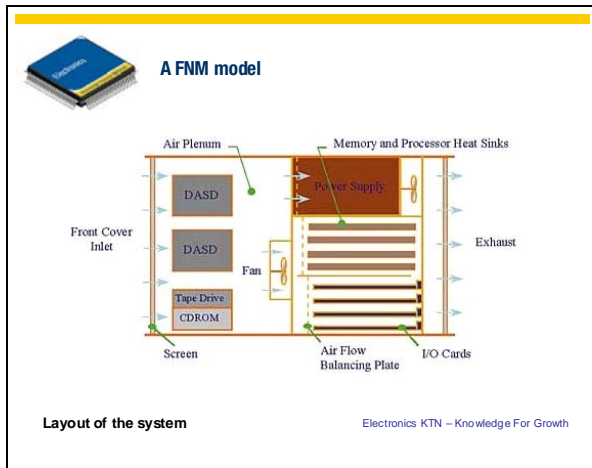 Electronics
A FNM model
Air Plenum
Memory and Processor Heat Sinks
Power Supply
DASD
Front Cover
Inlet
DASD
Exhaust
Fan
Tape Drive
CDROM
Screen
Air Flow
Balancing Plate
I/O Cards
Layout of the system
Electronics KTN – Knowledge For Growth